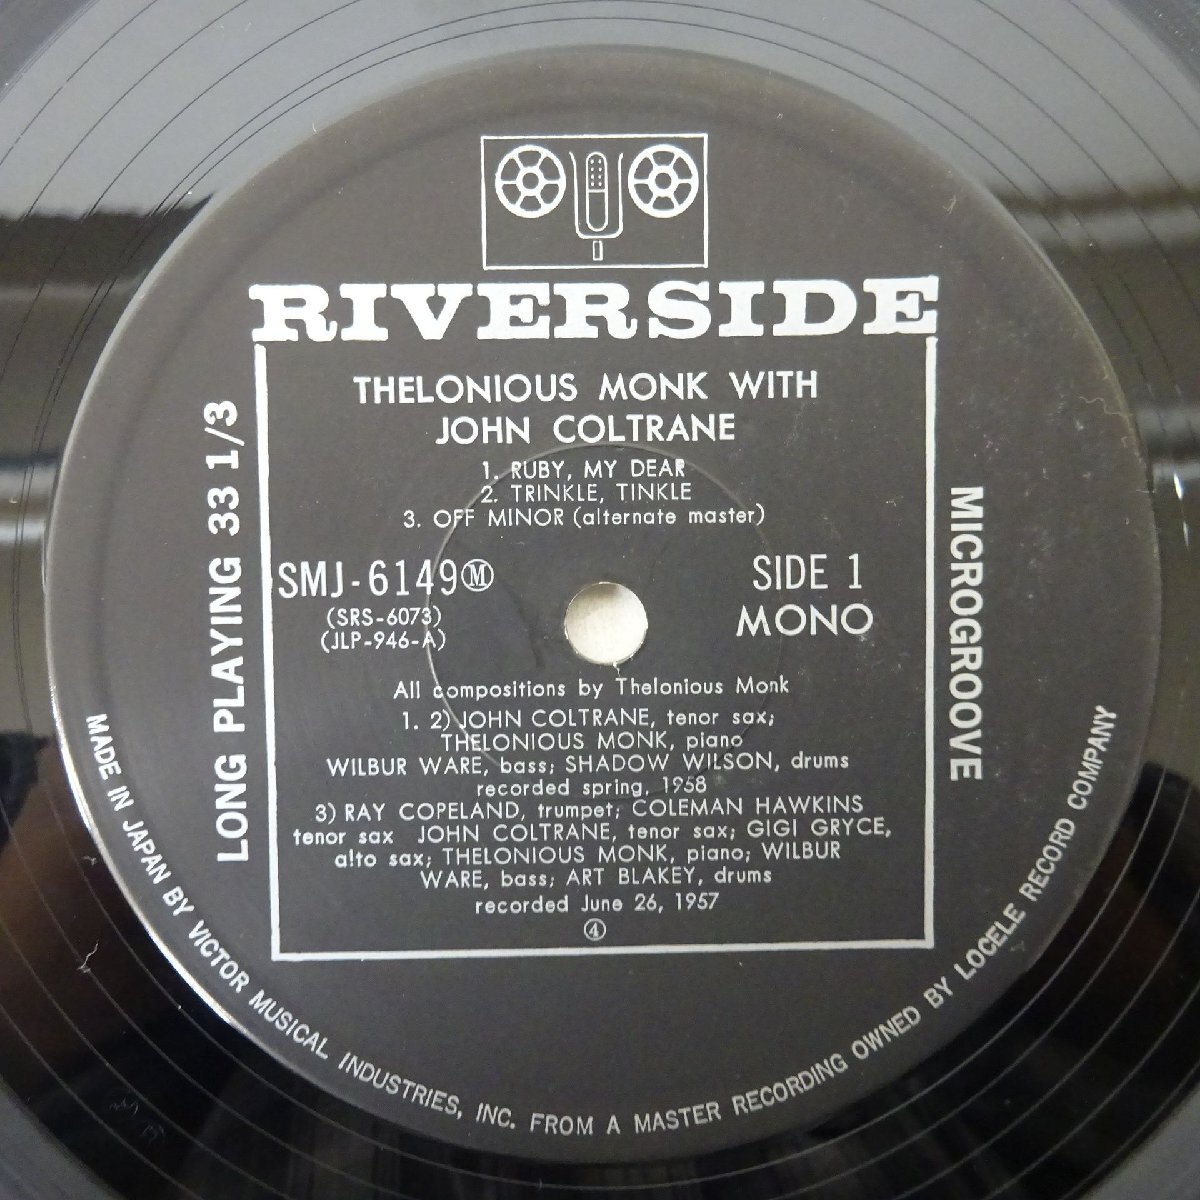 RIVERSIDE
THELONIOUS MONK WITH
JOHN COLTRANE
1. RUBY, MY DEAR
2. TRINKLE, TINKLE
3. OFF MINOR (alternate master)
SMJ-6149Ⓜ
(SRS-6073)
(JLP-946-A)
SIDE 1
MONO
All compositions by Thelonious Monk
1. 2) JOHN COLTRANE, tenor sax;
THELONIOUS MONK, piano
WILBUR WARE, bass; SHADOW WILSON, drums
recorded spring, 1958
3) RAY COPELAND, trumpet; COLEMAN HAWKINS
tenor sax JOHN COLTRANE, tenor sax; GIGI GRYCE,
alto sax; THELONIOUS MONK, piano; WILBUR
WARE, bass; ART BLAKEY, drums
recorded June 26, 1957
④
LONG PLAYING 33 1/3
MICROGROOVE
MADE IN JAPAN BY VICTOR MUSICAL INDUSTRIES, INC. FROM A MASTER RECORDING OWNED BY LOCELE RECORD COMPANY